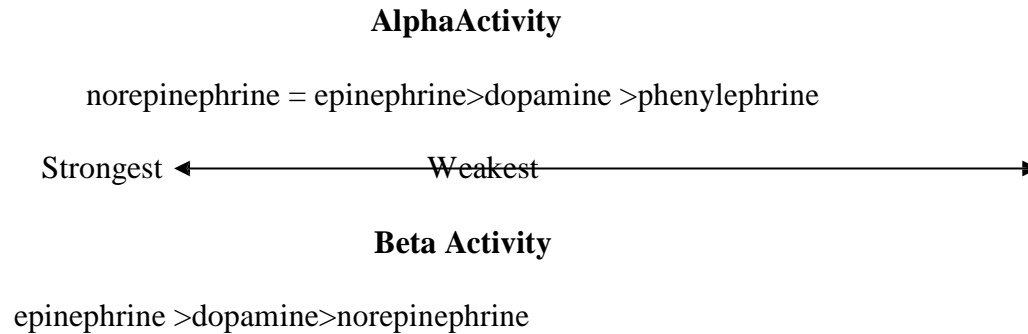 AlphaActivity
norepinephrine = epinephrine>dopamine >phenylephrine
Strongest Weakest
Beta Activity
epinephrine >dopamine>norepinephrine